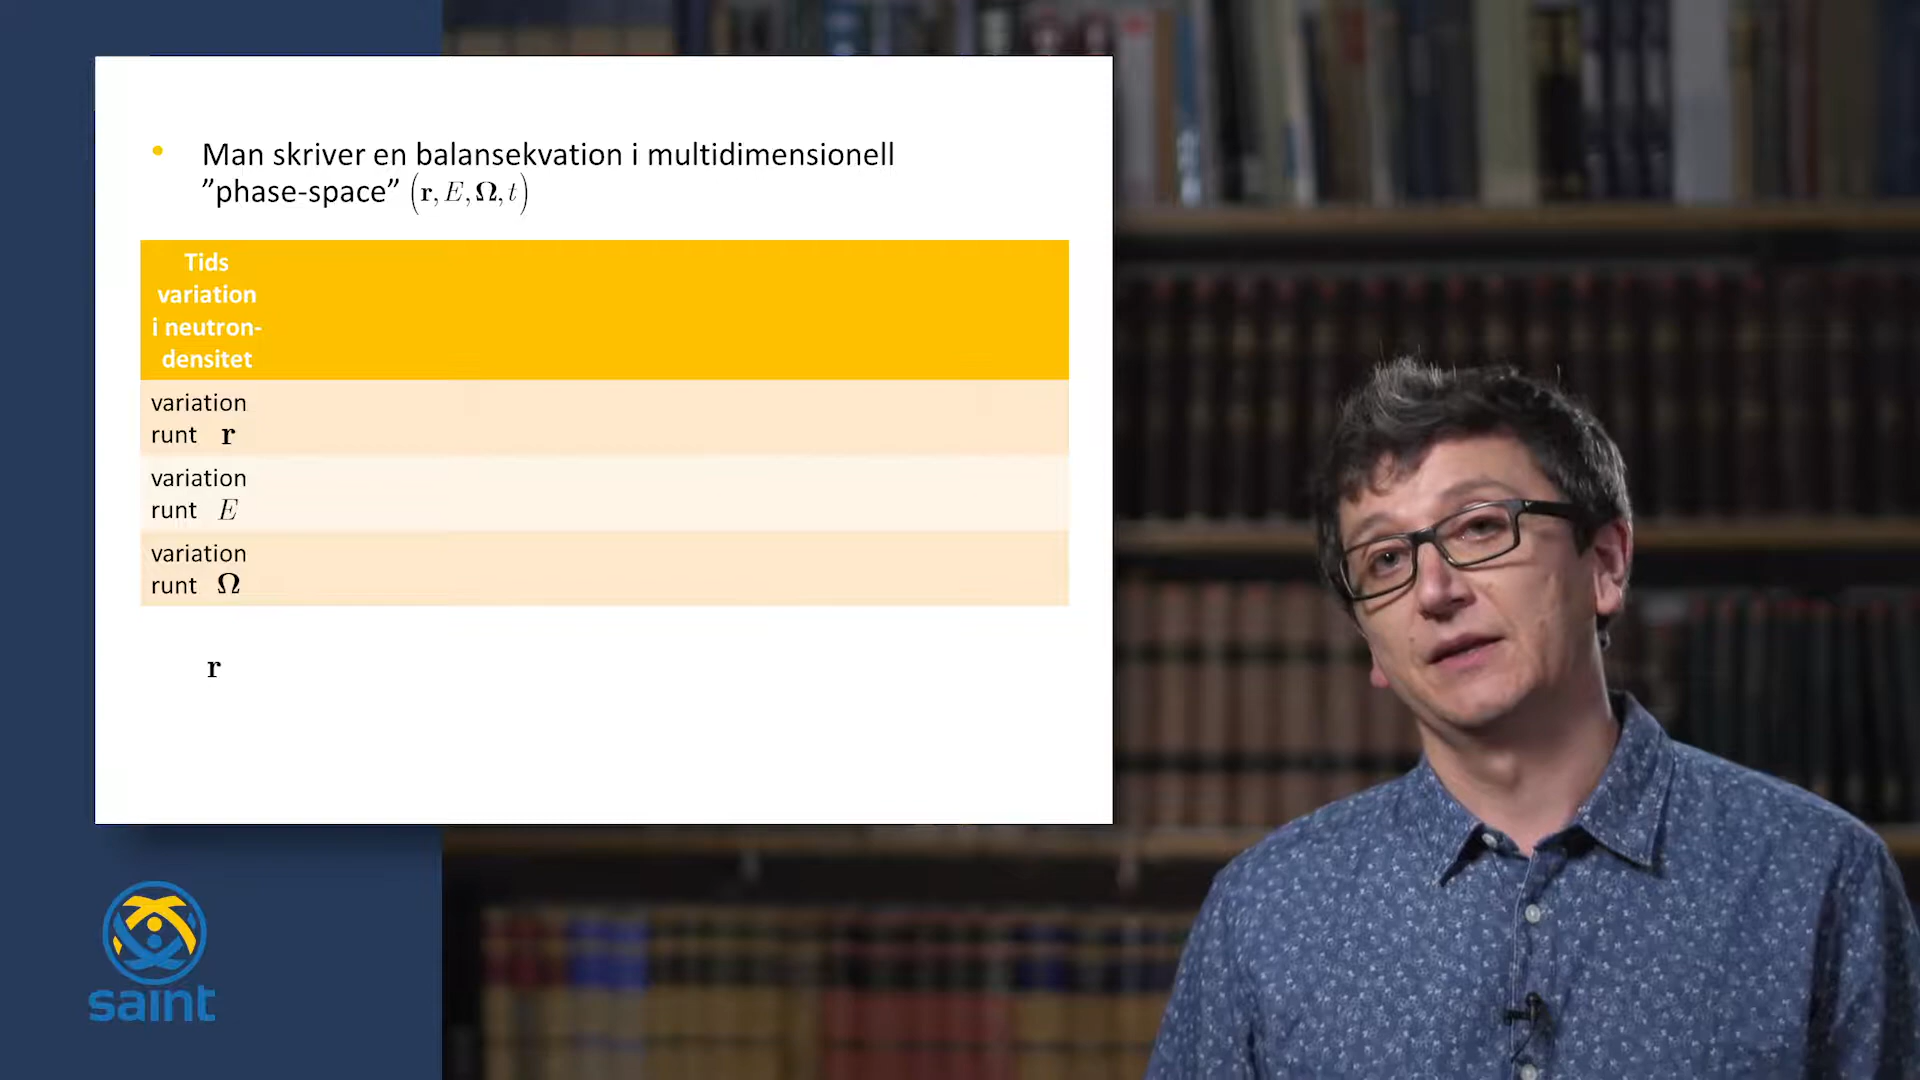 • Man skriver en balansekvation i multidimensionell
”phase-space” (r, E, Ω, t)
Tids
variation
i neutron-
densitet
variation
runt r
variation
runt E
variation
runt Ω
r
saint